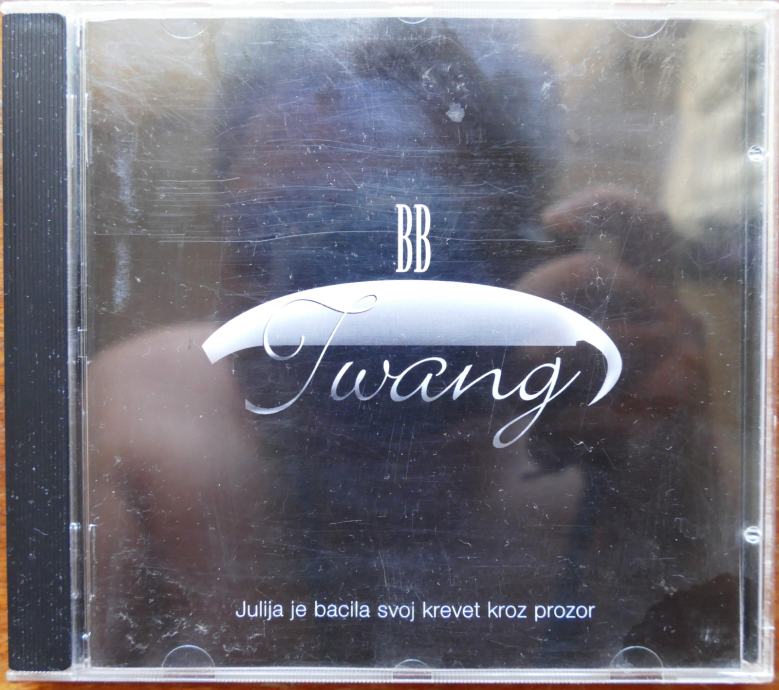 BB
Twang
Julija je bacila svoj krevet kroz prozor